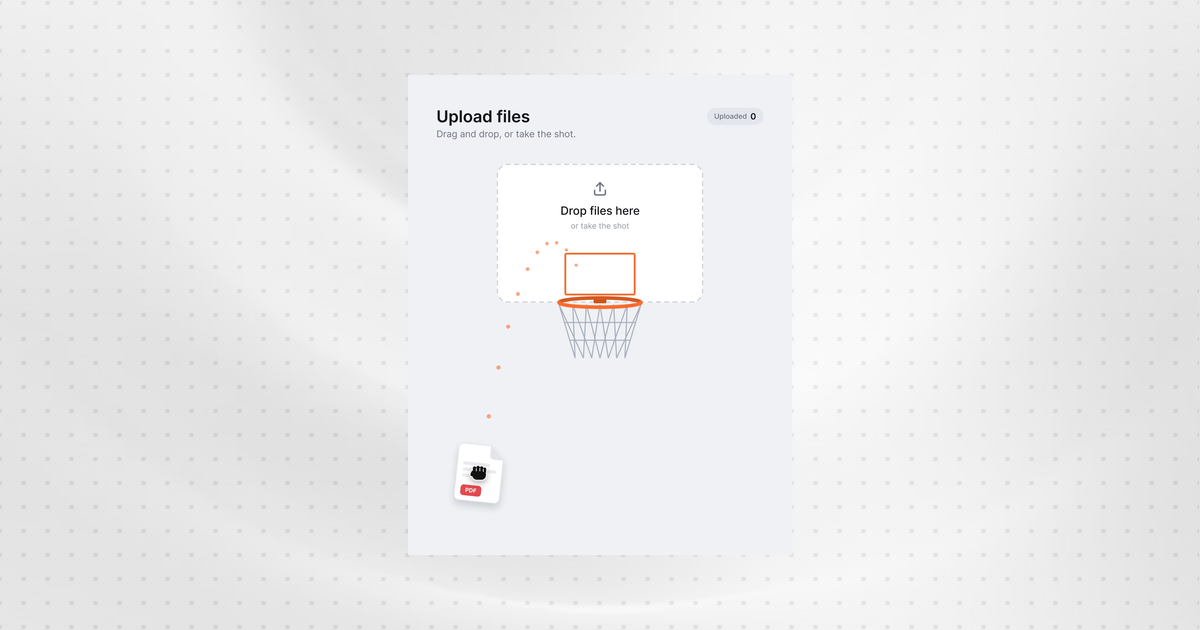 Upload files
Uploaded 0
Drag and drop, or take the shot.
Drop files here
or take the shot
PDF